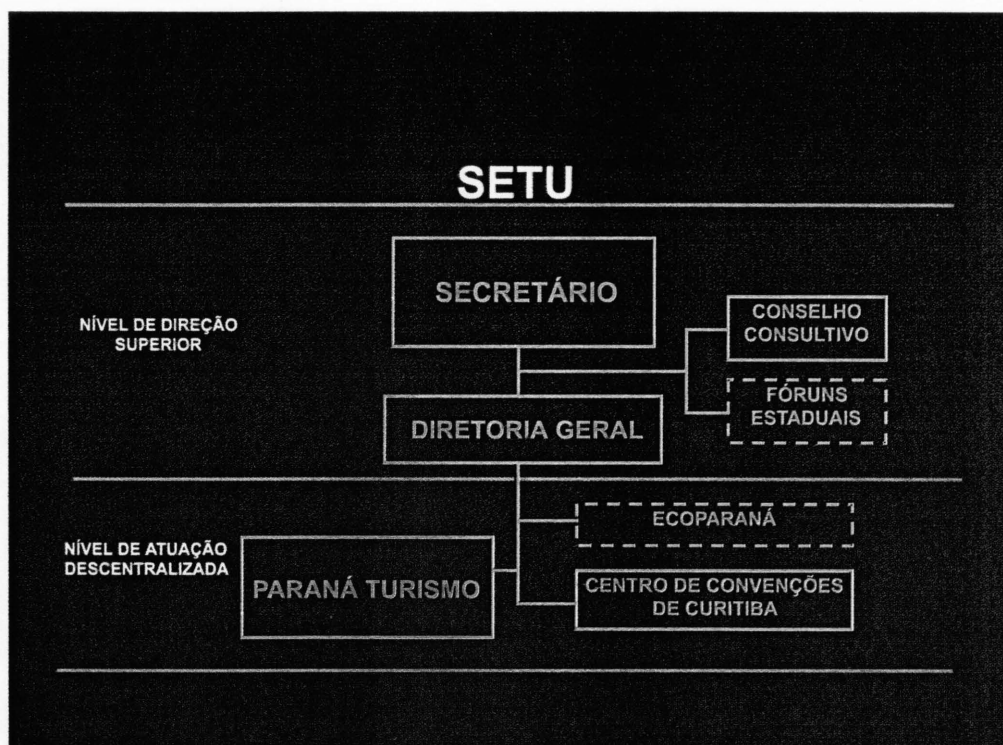 SETU
SECRETÁRIO
NÍVEL DE DIREÇÃO
SUPERIOR
CONSELHO
CONSULTIVO
FÓRUNS
ESTADUAIS
DIRETORIA GERAL
NÍVEL DE ATUAÇÃO
DESCENTRALIZADA
PARANÁ TURISMO
ECOPARANÁ
CENTRO DE CONVENÇÕES
DE CURITIBA